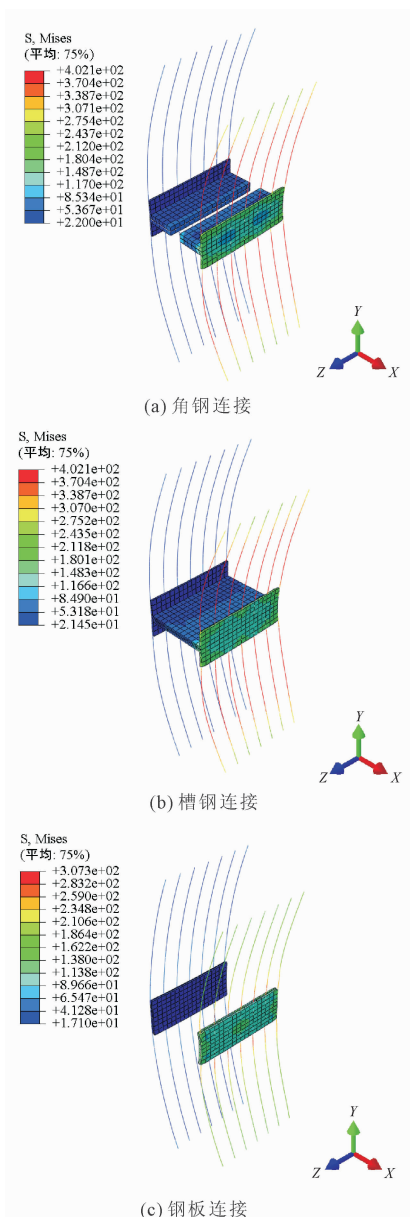 S, Mises
(平均: 75%)
+4.021e+02
+3.704e+02
+3.387e+02
+3.071e+02
+2.754e+02
+2.437e+02
+2.120e+02
+1.804e+02
+1.487e+02
+1.170e+02
+8.534e+01
+5.367e+01
+2.200e+01
Y
Z
X
(a) 角钢连接
S, Mises
(平均: 75%)
+4.021e+02
+3.704e+02
+3.387e+02
+3.070e+02
+2.752e+02
+2.435e+02
+2.118e+02
+1.801e+02
+1.483e+02
+1.166e+02
+8.490e+01
+5.318e+01
+2.145e+01
Y
Z
X
(b) 槽钢连接
S, Mises
(平均: 75%)
+3.073e+02
+2.832e+02
+2.590e+02
+2.348e+02
+2.106e+02
+1.864e+02
+1.622e+02
+1.380e+02
+1.138e+02
+8.966e+01
+6.547e+01
+4.128e+01
+1.710e+01
Y
Z
X
(c) 钢板连接